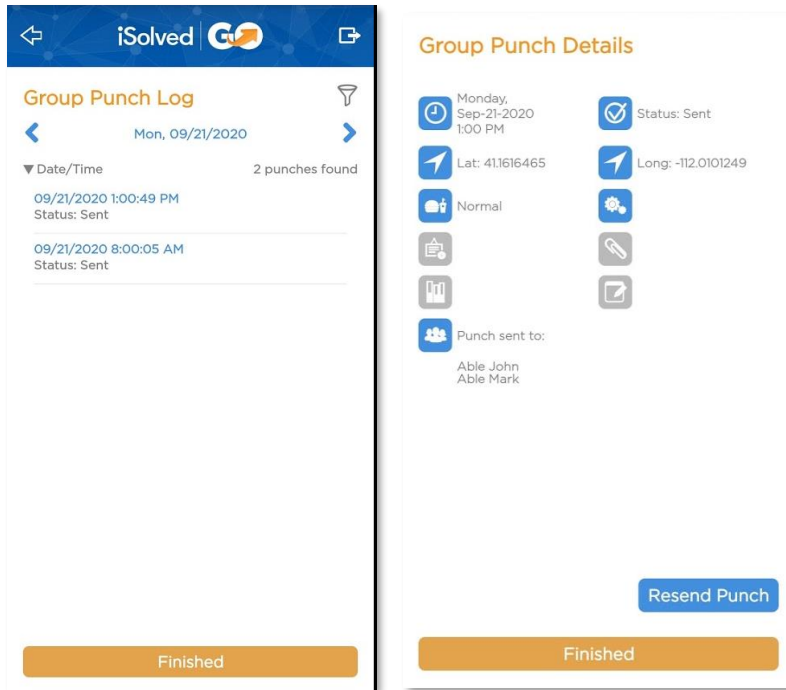 iSolved GO
Group Punch Log
Mon, 09/21/2020
▼ Date/Time 2 punches found
09/21/2020 1:00:49 PM
Status: Sent
09/21/2020 8:00:05 AM
Status: Sent
Finished
Group Punch Details
Monday,
Sep-21-2020
1:00 PM
Status: Sent
Lat: 41.1616465
Long: -112.0101249
Normal
Punch sent to:
Able John
Able Mark
Resend Punch
Finished